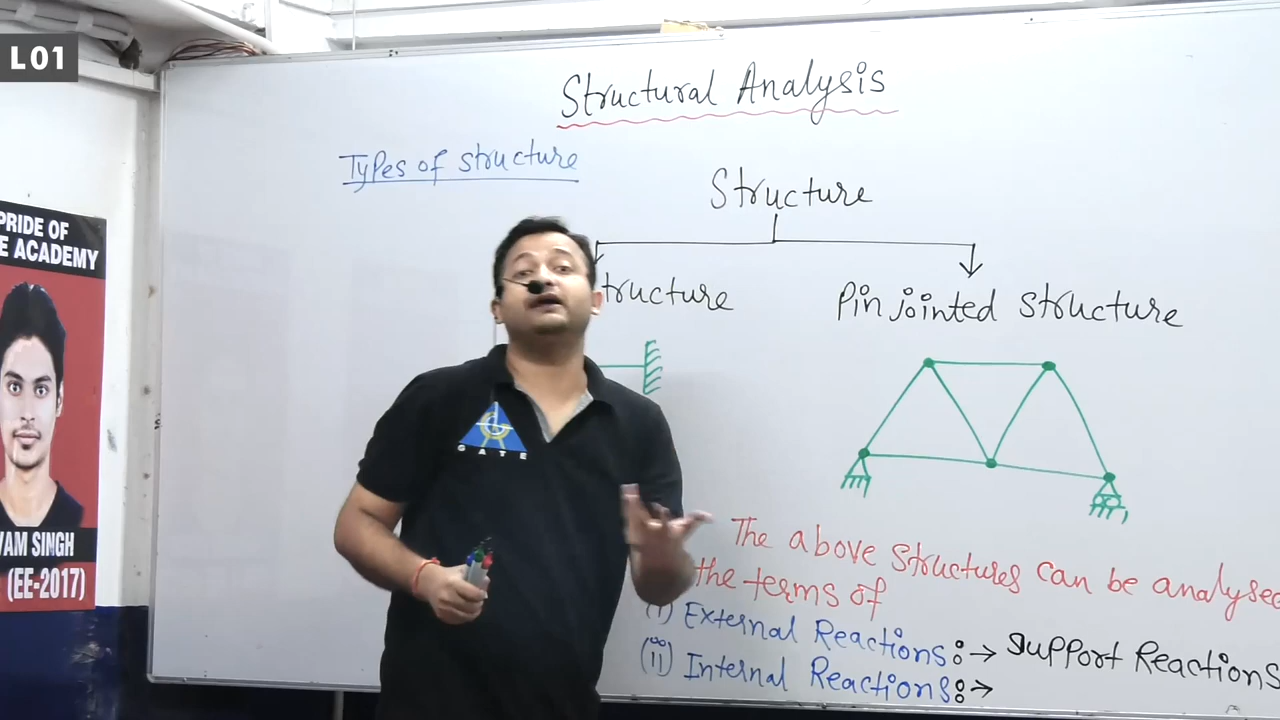 L01
Structural Analysis
Types of structure
Structure
tructure
Pin jointed structure
PRIDE OF
E ACADEMY
GATE
The above structures can be analysed
the terms of
(i) External Reactions :→ Support Reactions
(ii) Internal Reactions :→
VAM SINGH
(EE-2017)